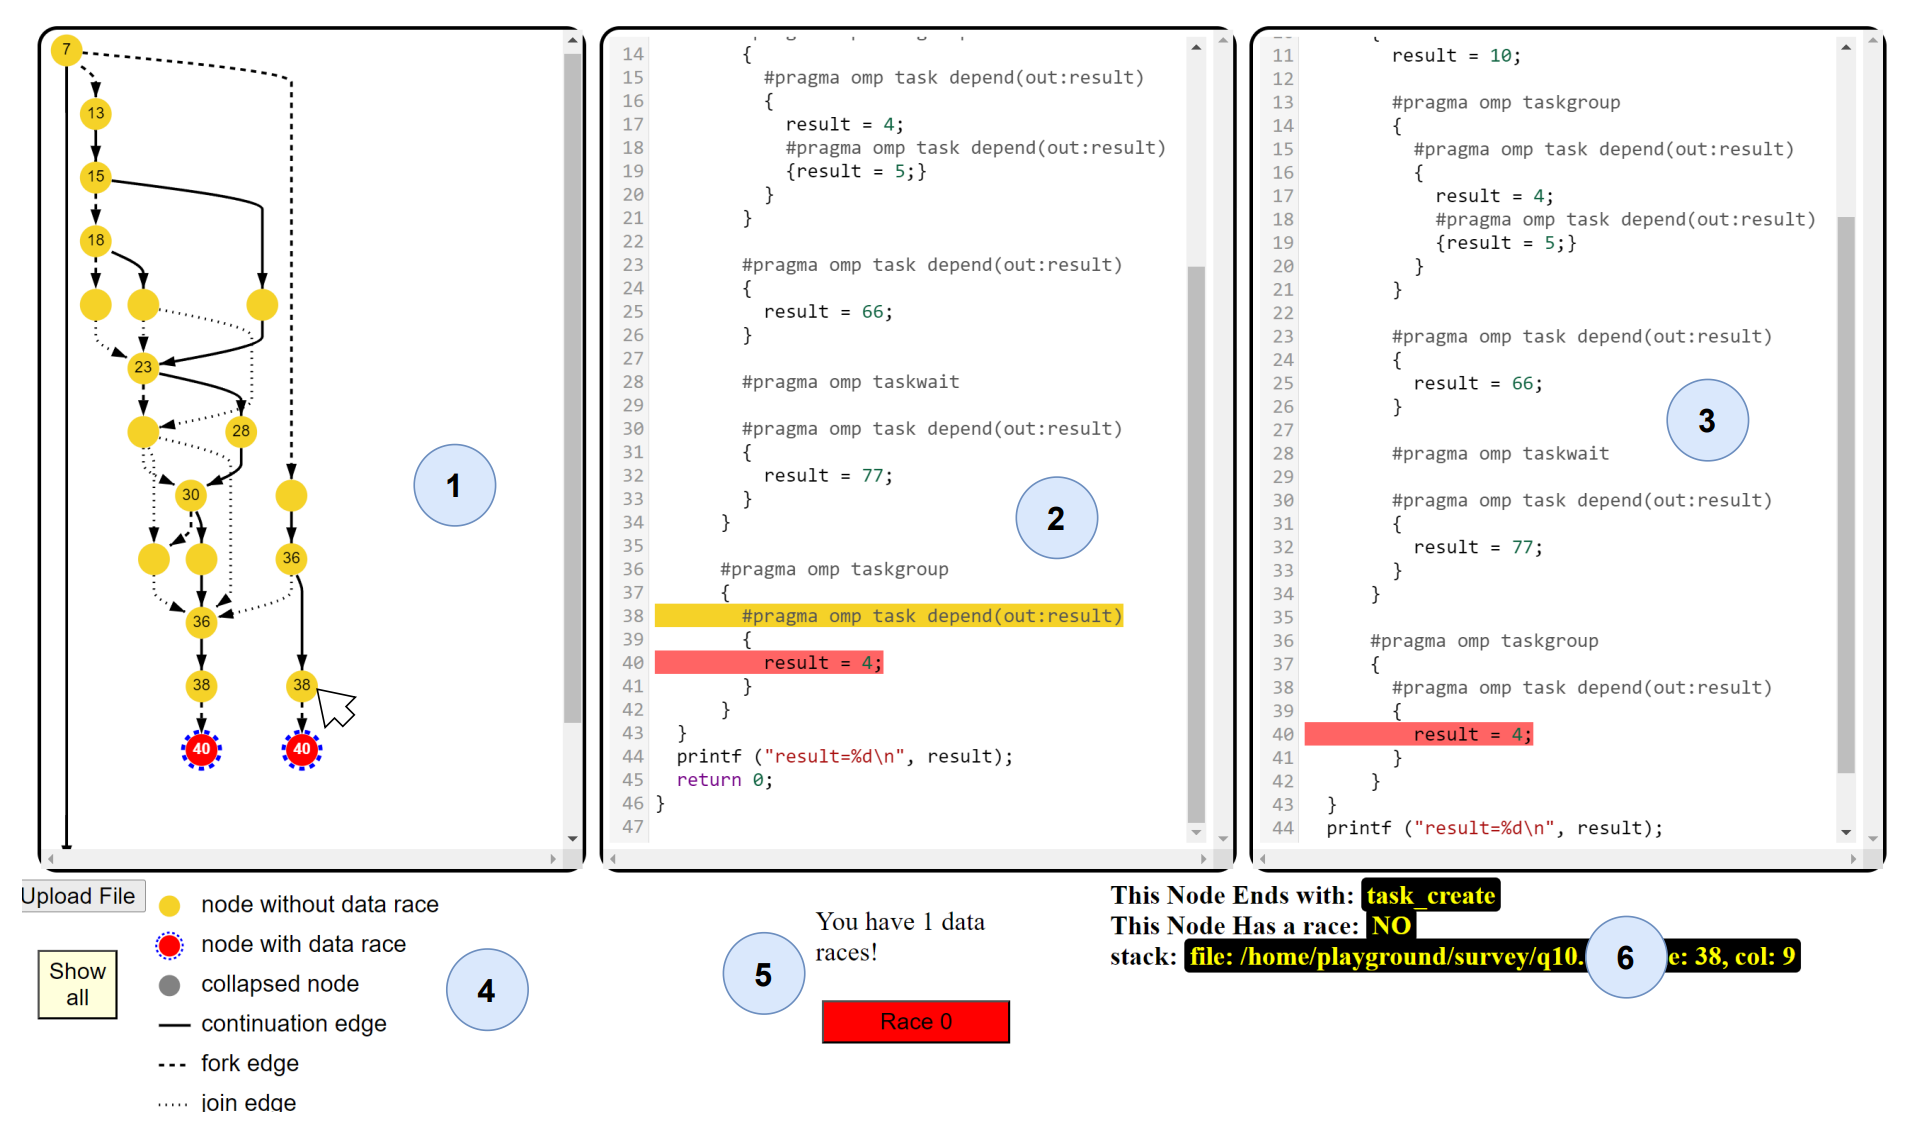 7
13
15
18
23
28
30
36
36
38
38
40
40
1
14 {
15 #pragma omp task depend(out:result)
16 {
17 result = 4;
18 #pragma omp task depend(out:result)
19 {result = 5;}
20 }
21 }
22
23 #pragma omp task depend(out:result)
24 {
25 result = 66;
26 }
27
28 #pragma omp taskwait
29
30 #pragma omp task depend(out:result)
31 {
32 result = 77;
33 }
34 }
35
36 #pragma omp taskgroup
37 {
38 #pragma omp task depend(out:result)
39 {
40 result = 4;
41 }
42 }
43 }
44 printf ("result=%d\n", result);
45 return 0;
46 }
47
2
11 result = 10;
12
13 #pragma omp taskgroup
14 {
15 #pragma omp task depend(out:result)
16 {
17 result = 4;
18 #pragma omp task depend(out:result)
19 {result = 5;}
20 }
21 }
22
23 #pragma omp task depend(out:result)
24 {
25 result = 66;
26 }
27
28 #pragma omp taskwait
29
30 #pragma omp task depend(out:result)
31 {
32 result = 77;
33 }
34 }
35
36 #pragma omp taskgroup
37 {
38 #pragma omp task depend(out:result)
39 {
40 result = 4;
41 }
42 }
43 }
44 printf ("result=%d\n", result);
3
Upload File
Show
all
node without data race
node with data race
collapsed node
continuation edge
fork edge
join edge
4
5
You have 1 data
races!
Race 0
This Node Ends with: task_create
This Node Has a race: NO
stack: file: /home/playground/survey/q10. e: 38, col: 9
6